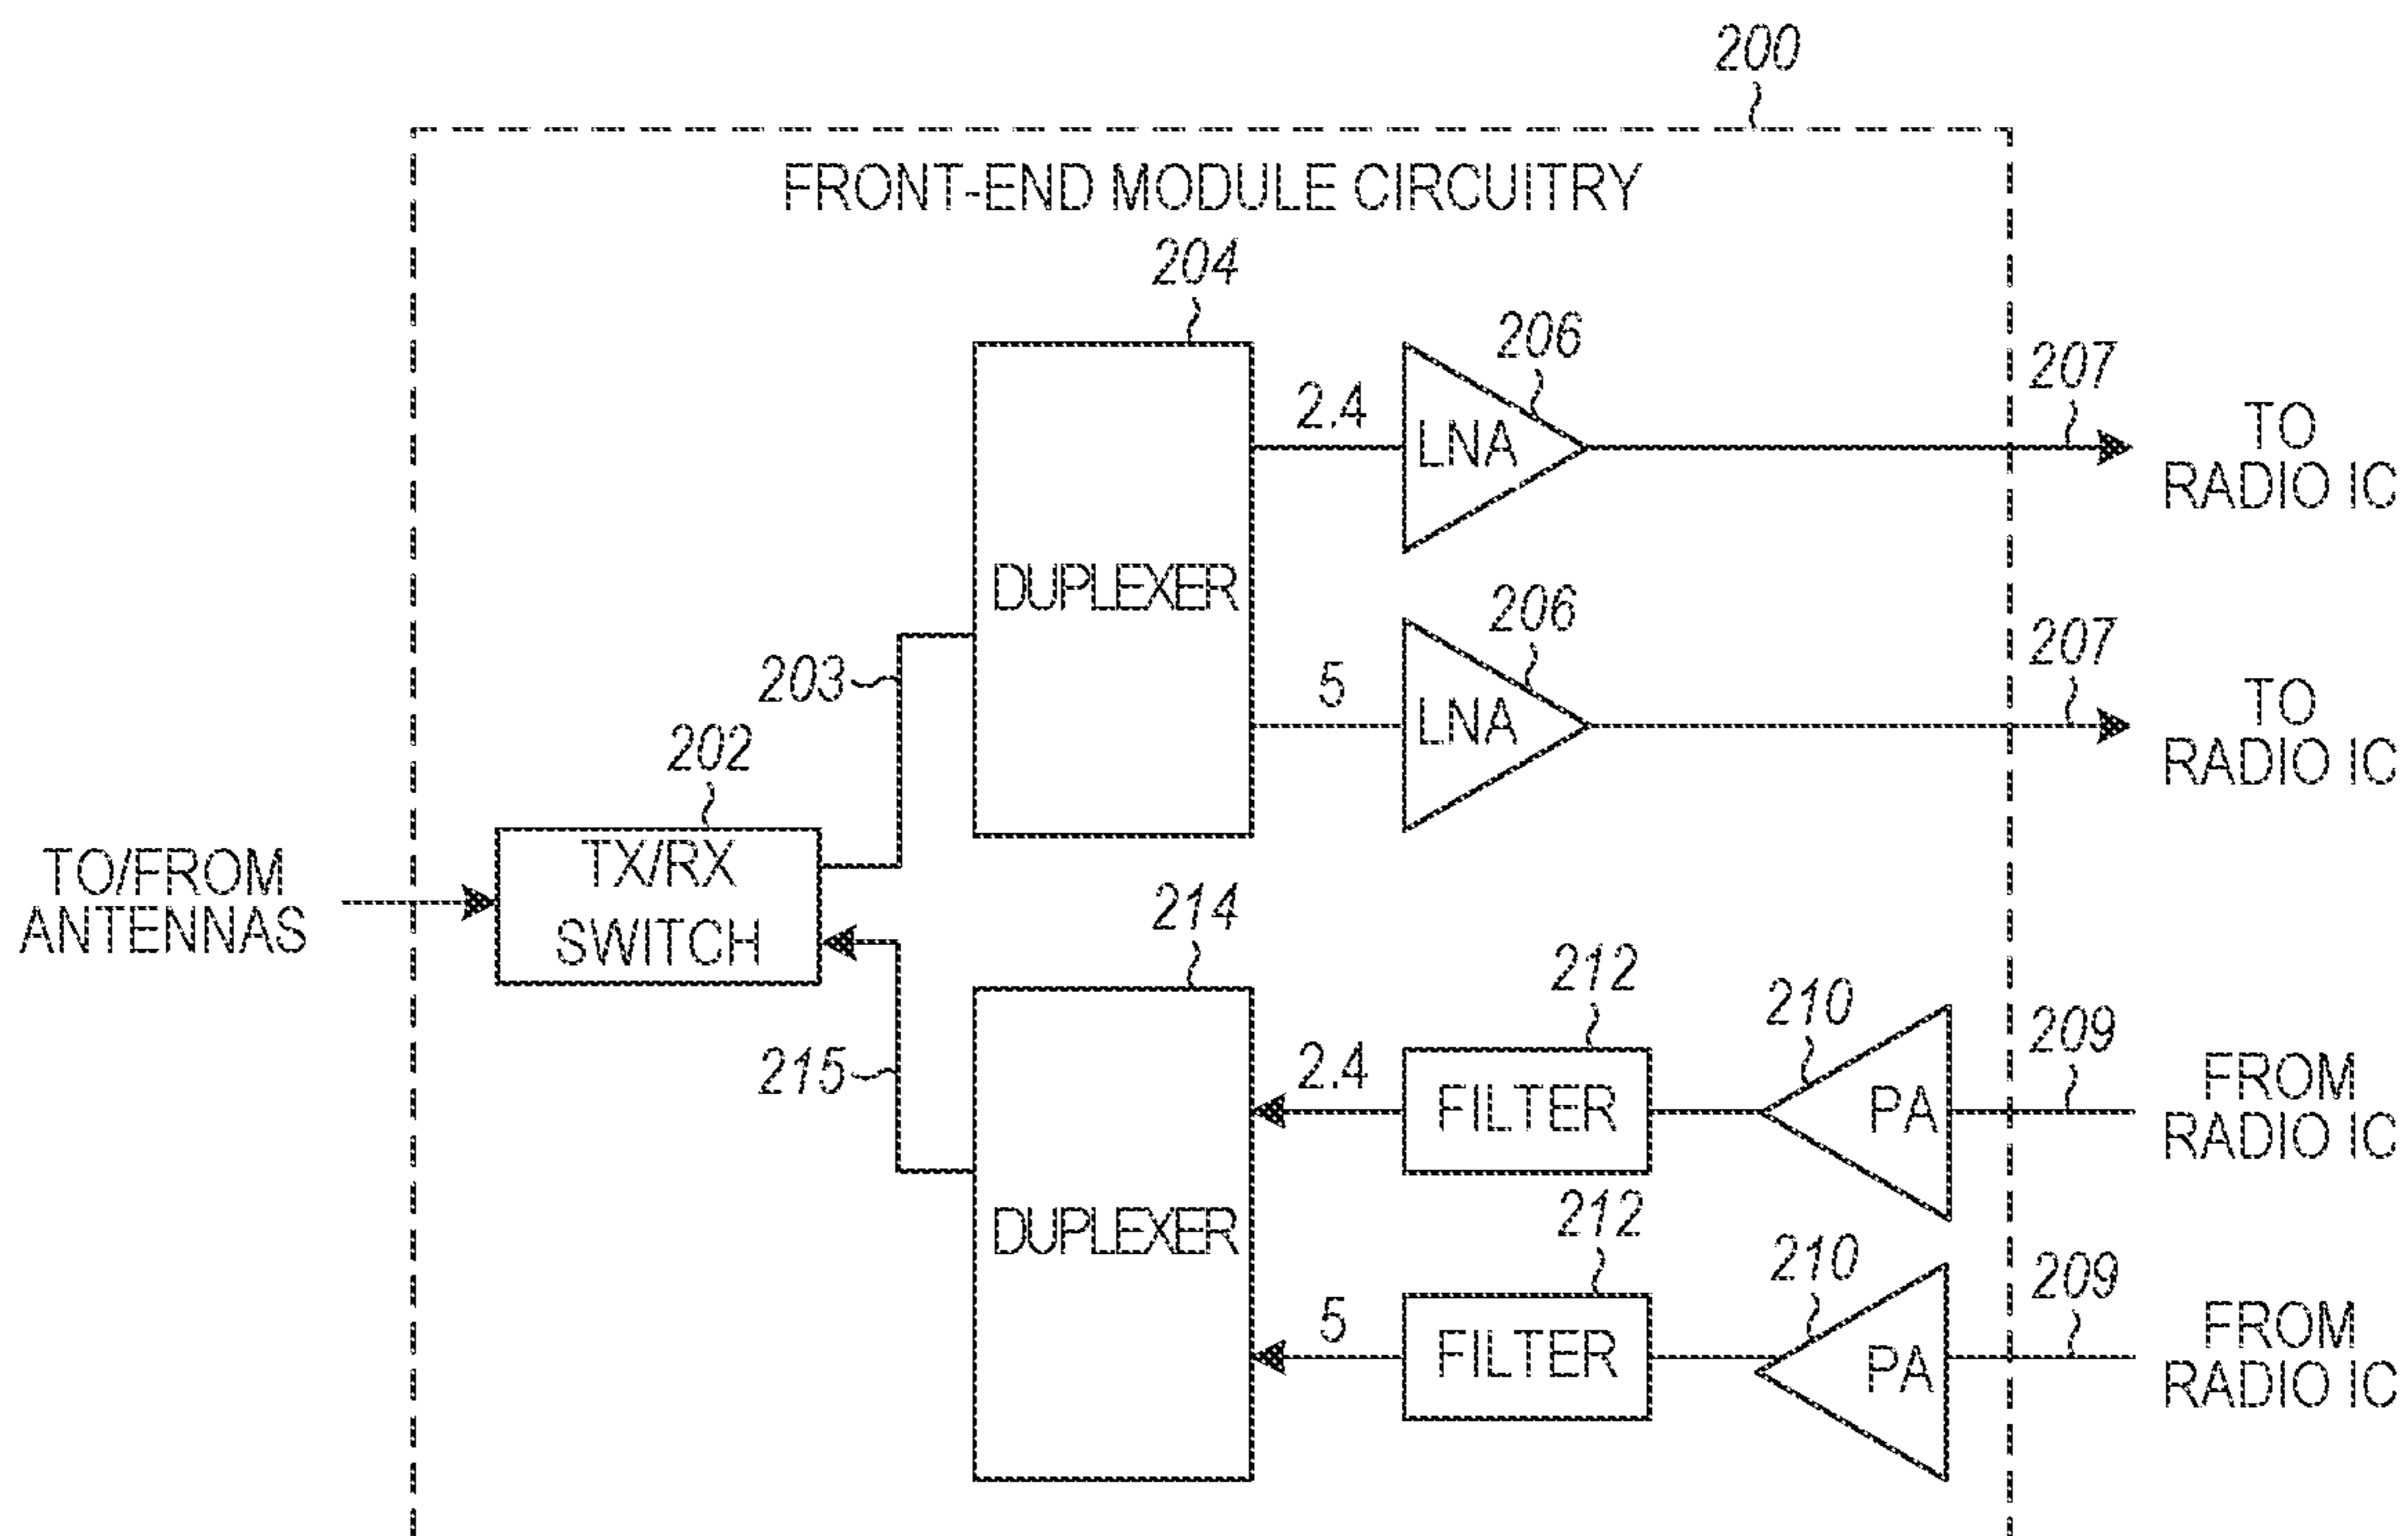 200
FRONT-END MODULE CIRCUITRY
204
206
207
2.4
LNA
TO
RADIO IC
DUPLEXER
206
207
203
5
LNA
TO
RADIO IC
202
TX/RX
SWITCH
TO/FROM
ANTENNAS
214
212
210
209
215
2.4
FILTER
PA
FROM
RADIO IC
DUPLEXER
212
210
209
5
FILTER
PA
FROM
RADIO IC